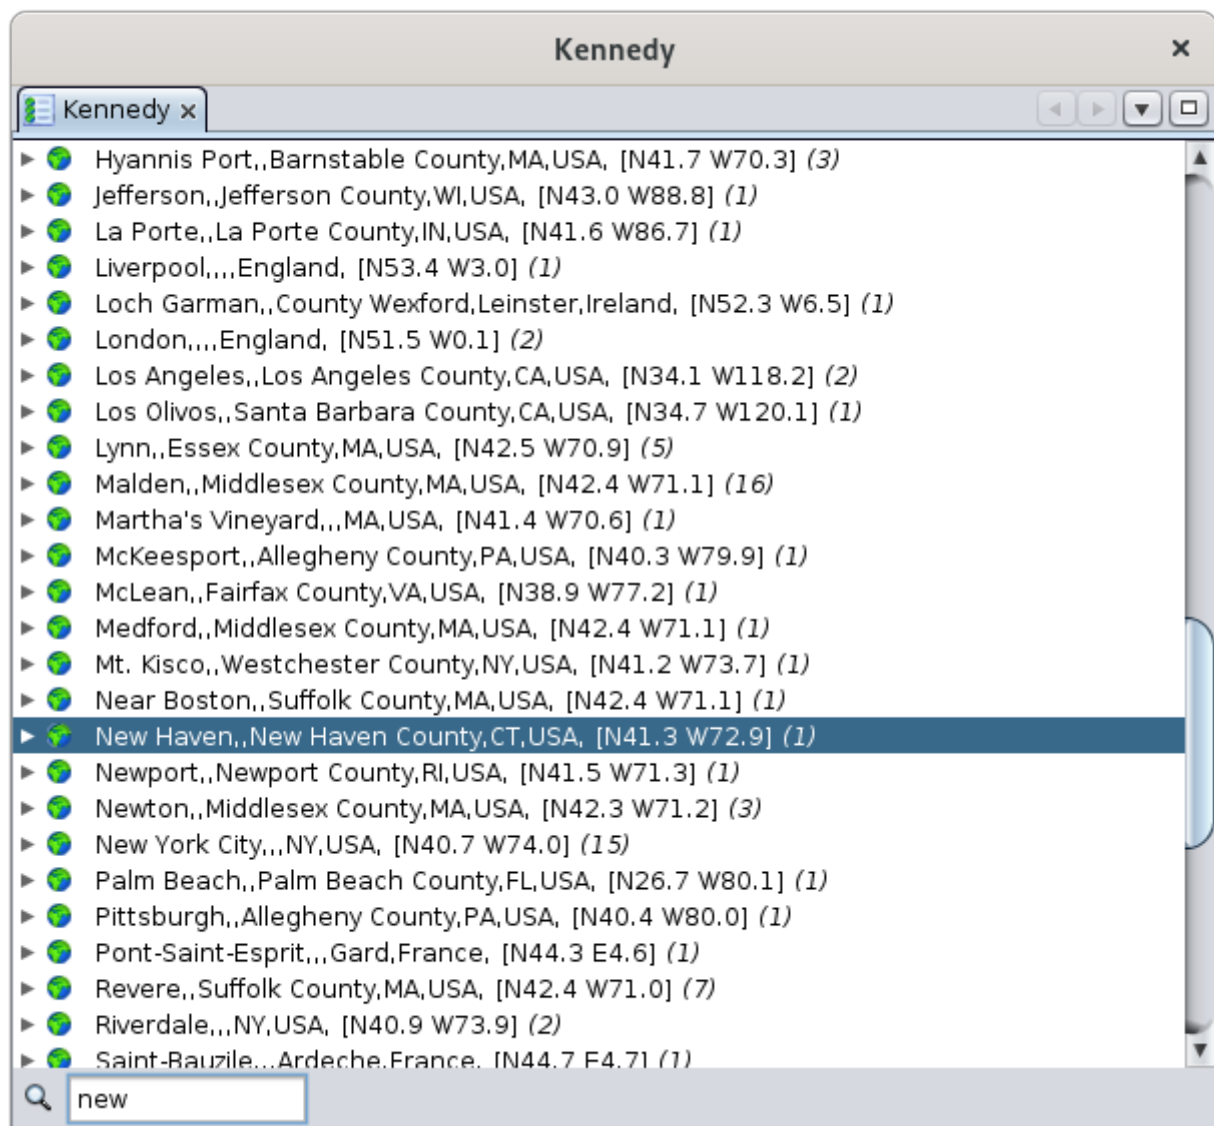 Kennedy
Kennedy
Hyannis Port,,Barnstable County,MA,USA, [N41.7 W70.3] (3)
Jefferson,,Jefferson County,WI,USA, [N43.0 W88.8] (1)
La Porte,,La Porte County,IN,USA, [N41.6 W86.7] (1)
Liverpool,,,,England, [N53.4 W3.0] (1)
Loch Garman,,County Wexford,Leinster,Ireland, [N52.3 W6.5] (1)
London,,,,England, [N51.5 W0.1] (2)
Los Angeles,,Los Angeles County,CA,USA, [N34.1 W118.2] (2)
Los Olivos,,Santa Barbara County,CA,USA, [N34.7 W120.1] (1)
Lynn,,Essex County,MA,USA, [N42.5 W70.9] (5)
Malden,,Middlesex County,MA,USA, [N42.4 W71.1] (16)
Martha's Vineyard,,,MA,USA, [N41.4 W70.6] (1)
McKeesport,,Allegheny County,PA,USA, [N40.3 W79.9] (1)
McLean,,Fairfax County,VA,USA, [N38.9 W77.2] (1)
Medford,,Middlesex County,MA,USA, [N42.4 W71.1] (1)
Mt. Kisco,,Westchester County,NY,USA, [N41.2 W73.7] (1)
Near Boston,,Suffolk County,MA,USA, [N42.4 W71.1] (1)
New Haven,,New Haven County,CT,USA, [N41.3 W72.9] (1)
Newport,,Newport County,RI,USA, [N41.5 W71.3] (1)
Newton,,Middlesex County,MA,USA, [N42.3 W71.2] (3)
New York City,,,NY,USA, [N40.7 W74.0] (15)
Palm Beach,,Palm Beach County,FL,USA, [N26.7 W80.1] (1)
Pittsburgh,,Allegheny County,PA,USA, [N40.4 W80.0] (1)
Pont-Saint-Esprit,,,Gard,France, [N44.3 E4.6] (1)
Revere,,Suffolk County,MA,USA, [N42.4 W71.0] (7)
Riverdale,,,NY,USA, [N40.9 W73.9] (2)
Saint-Bauzile,,,Ardeche,France, [N44.7 E4.7] (1)
new